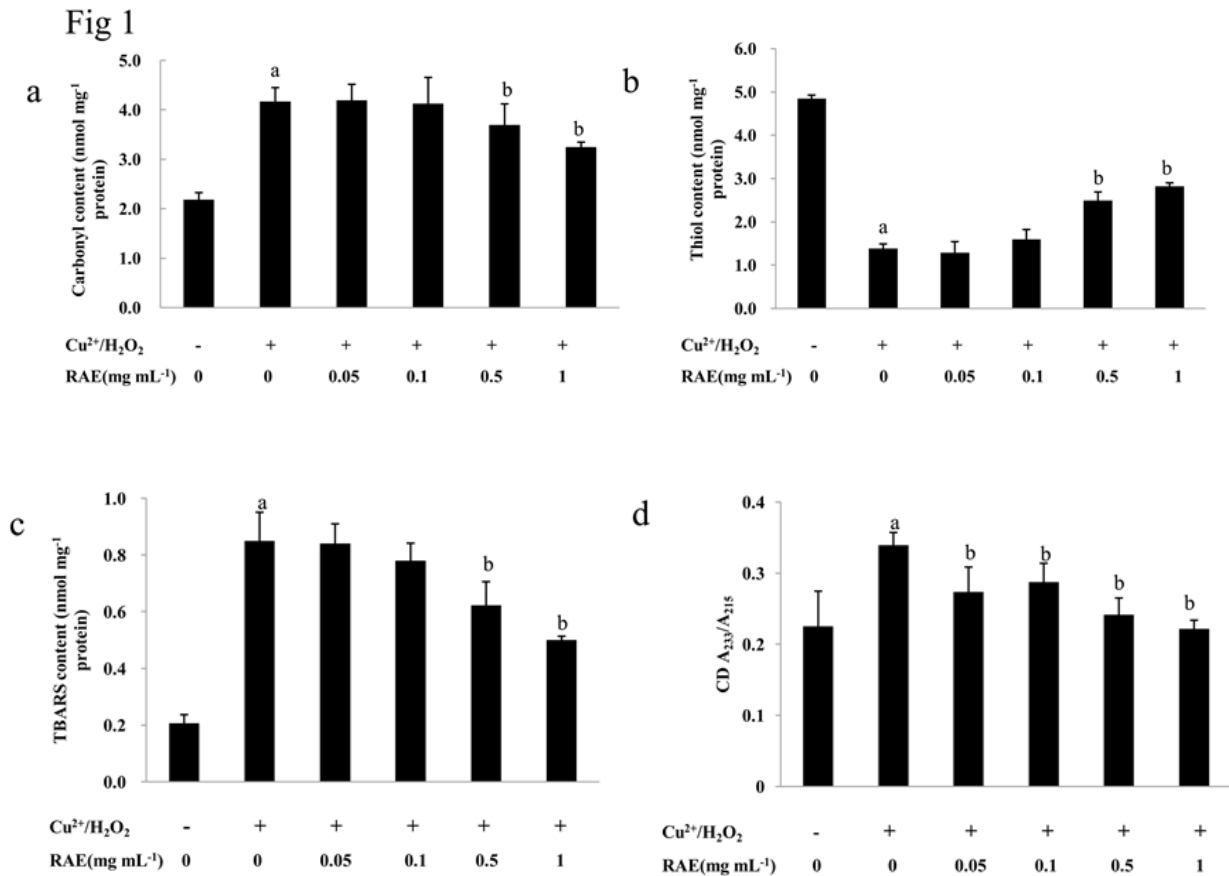 Fig 1
a
Carbonyl content (nmol mg⁻¹
protein)
5.0
4.0
3.0
2.0
1.0
0.0
a
b
b
Cu²⁺/H₂O₂ - + + + + +
RAE(mg mL⁻¹) 0 0 0.05 0.1 0.5 1
b
Thiol content (nmol mg⁻¹
protein)
6.0
5.0
4.0
3.0
2.0
1.0
0.0
a
b
b
Cu²⁺/H₂O₂ - + + + + +
RAE(mg mL⁻¹) 0 0 0.05 0.1 0.5 1
c
TBARS content (nmol mg⁻¹
protein)
1.0
0.8
0.6
0.4
0.2
0.0
a
b
b
Cu²⁺/H₂O₂ - + + + + +
RAE(mg mL⁻¹) 0 0 0.05 0.1 0.5 1
d
CD A₂₃₃/A₂₁₅
0.4
0.3
0.2
0.1
0
a
b
b
b
b
Cu²⁺/H₂O₂ - + + + + +
RAE(mg mL⁻¹) 0 0 0.05 0.1 0.5 1